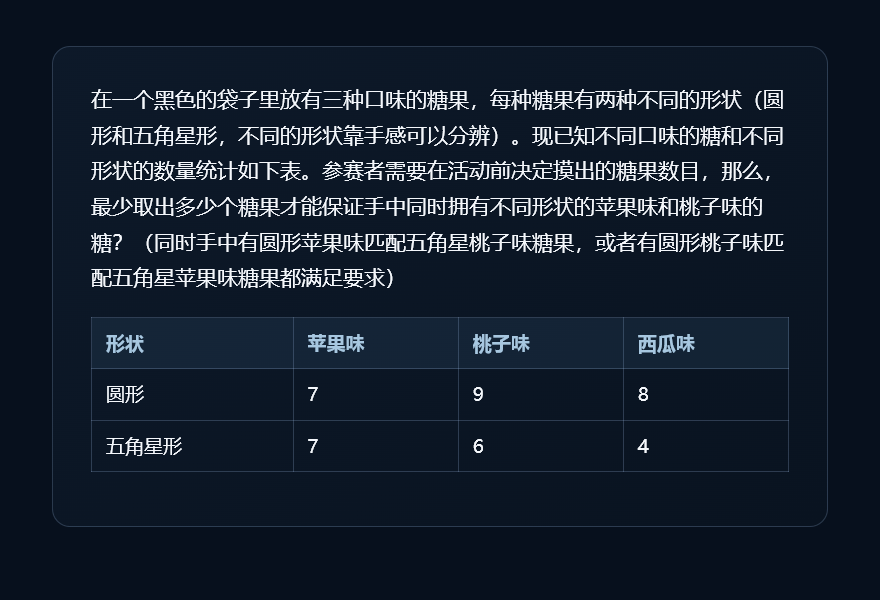 在一个黑色的袋子里放有三种口味的糖果，每种糖果有两种不同的形状（圆
形和五角星形，不同的形状靠手感可以分辨）。现已知不同口味的糖和不同
形状的数量统计如下表。参赛者需要在活动前决定摸出的糖果数目，那么，
最少取出多少个糖果才能保证手中同时拥有不同形状的苹果味和桃子味的
糖？（同时手中有圆形苹果味匹配五角星桃子味糖果，或者有圆形桃子味匹
配五角星苹果味糖果都满足要求）
形状 苹果味 桃子味 西瓜味
圆形 7 9 8
五角星形 7 6 4